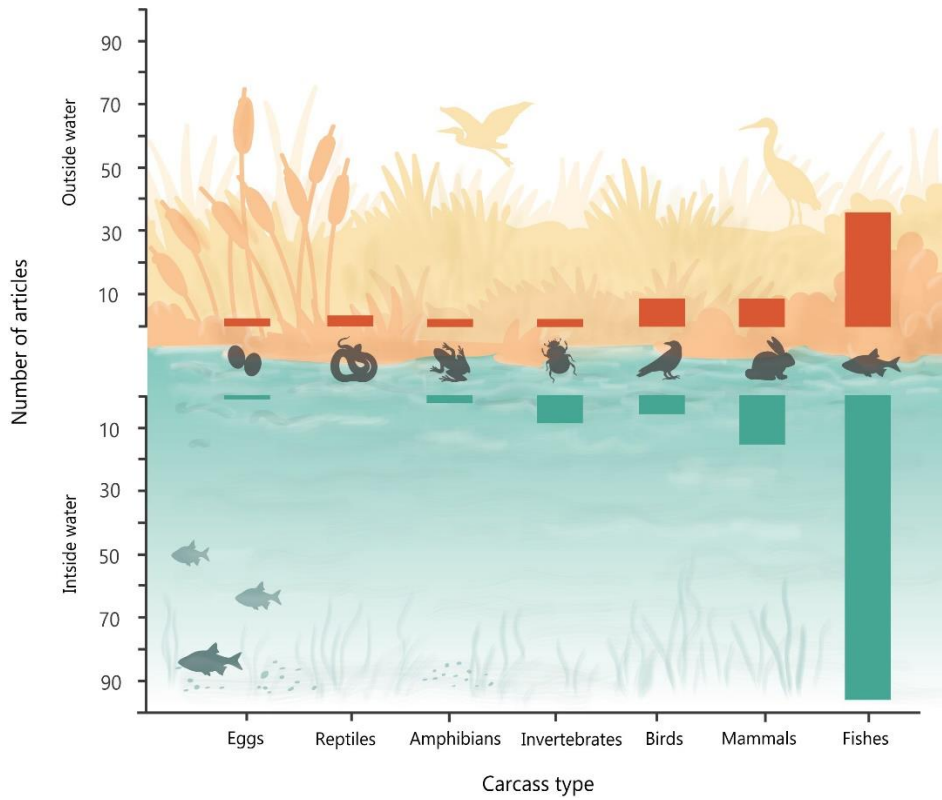 Number of articles
Outside water
90
70
50
30
10
Intside water
10
30
50
70
90
Eggs
Reptiles
Amphibians
Invertebrates
Birds
Mammals
Fishes
Carcass type